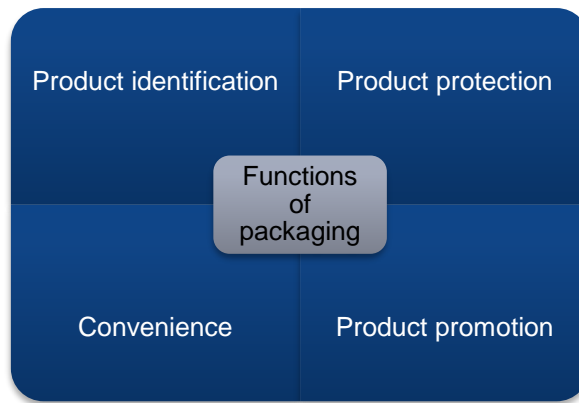 Product identification
Product protection
Functions
of
packaging
Convenience
Product promotion